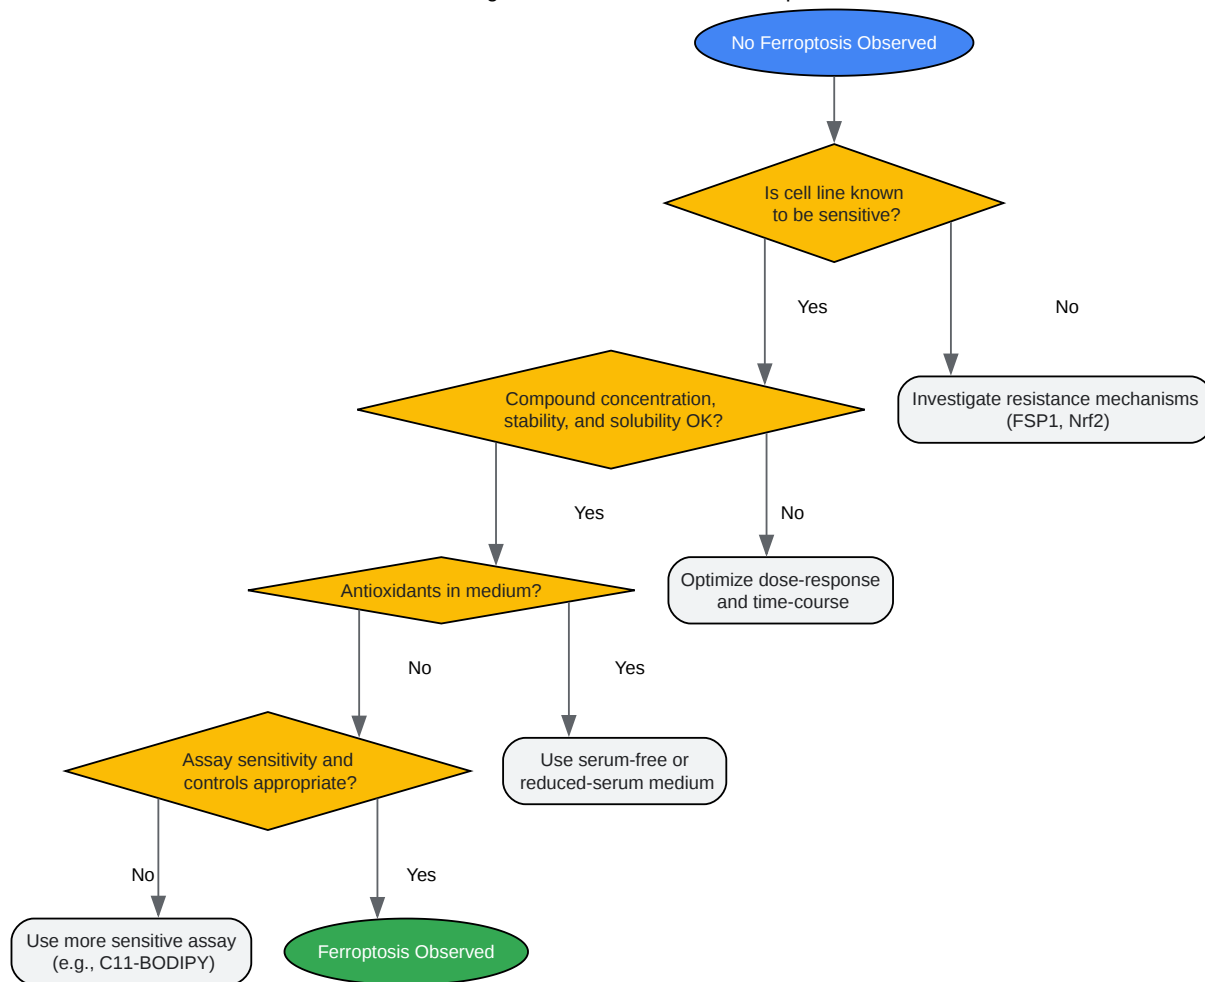 No Ferroptosis Observed
Is cell line known
to be sensitive?
Yes
No
Compound concentration,
stability, and solubility OK?
Investigate resistance mechanisms
(FSP1, Nrf2)
Yes
No
Antioxidants in medium?
Optimize dose-response
and time-course
No
Yes
Assay sensitivity and
controls appropriate?
Use serum-free or
reduced-serum medium
No
Yes
Use more sensitive assay
(e.g., C11-BODIPY)
Ferroptosis Observed